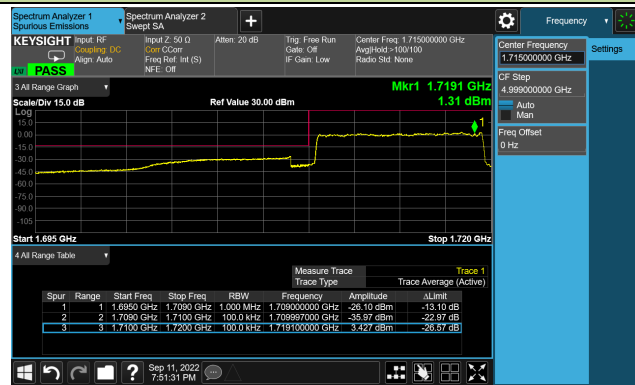 Spectrum Analyzer 1
Spurious Emissions
Spectrum Analyzer 2
Swept SA
Frequency
KEYSIGHT
Input: RF
Coupling: DC
Align: Auto
Input Z: 50 Ω
Corr CCorr
Freq Ref: Int (S)
NFE: Off
Atten: 20 dB
Trig: Free Run
Gate: Off
IF Gain: Low
Center Freq: 1.715000000 GHz
Avg|Hold:>100/100
Radio Std: None
LXI PASS
Center Frequency
1.715000000 GHz
Settings
CF Step
4.999000000 MHz
Auto
Man
Freq Offset
0 Hz
3 All Range Graph
Mkr1 1.7191 GHz
Scale/Div 15.0 dB
Ref Value 30.00 dBm
1.31 dBm
Log
15.0
0.00
-15.0
-30.0
-45.0
-60.0
-75.0
-90.0
-105
1
Start 1.695 GHz
Stop 1.720 GHz
4 All Range Table
Measure Trace Trace 1
Trace Type Trace Average (Active)
Spur Range Start Freq Stop Freq RBW Frequency Amplitude ΔLimit
1 1 1.6950 GHz 1.7090 GHz 1.000 MHz 1.709000000 GHz -26.10 dBm -13.10 dB
2 2 1.7090 GHz 1.7100 GHz 100.0 kHz 1.709997000 GHz -35.97 dBm -22.97 dB
3 3 1.7100 GHz 1.7200 GHz 100.0 kHz 1.719100000 GHz 3.427 dBm -26.57 dB
Sep 11, 2022
7:51:31 PM